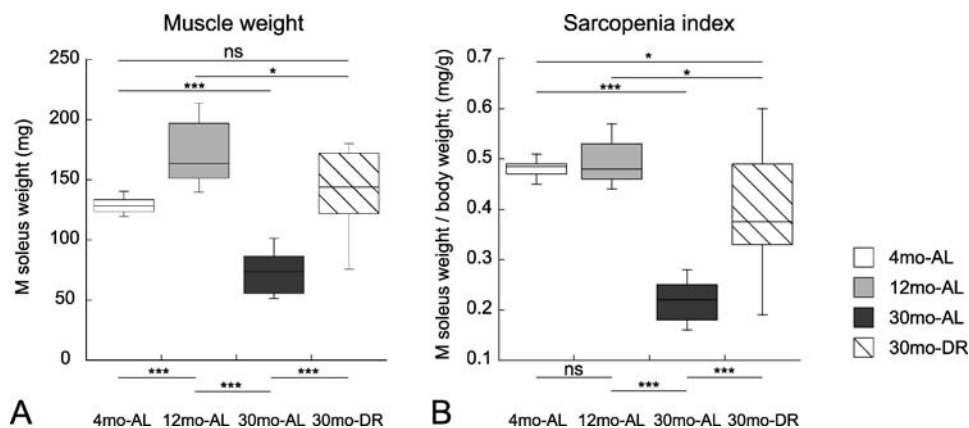 Muscle weight
ns
*
***
250
200
150
100
50
0
M soleus weight (mg)
***
***
***
A
4mo-AL 12mo-AL 30mo-AL 30mo-DR
Sarcopenia index
*
*
***
0.7
0.6
0.5
0.4
0.3
0.2
0.1
M soleus weight / body weight; (mg/g)
ns
***
***
B
4mo-AL 12mo-AL 30mo-AL 30mo-DR
4mo-AL
12mo-AL
30mo-AL
30mo-DR